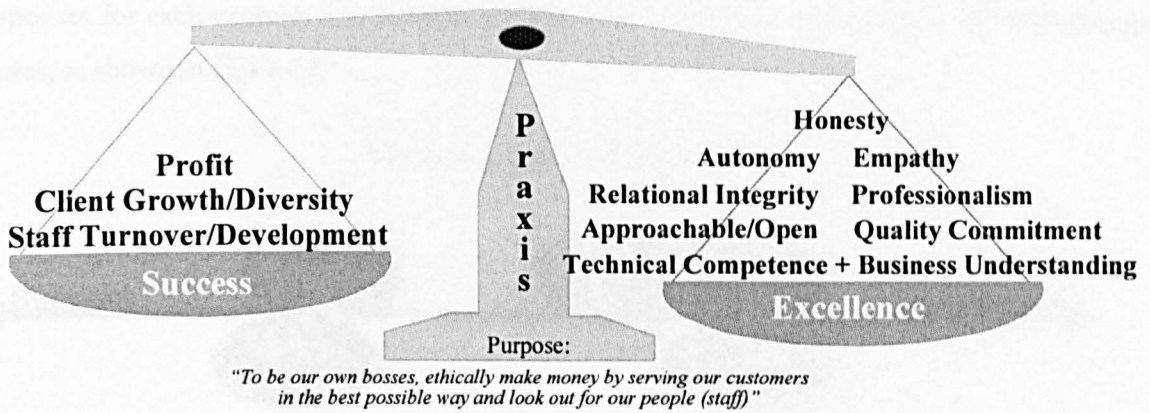 Profit
Client Growth/Diversity
Staff Turnover/Development
Success
Praxis
Honesty
Autonomy Empathy
Relational Integrity Professionalism
Approachable/Open Quality Commitment
Technical Competence + Business Understanding
Excellence
Purpose:
"To be our own bosses, ethically make money by serving our customers
in the best possible way and look out for our people (staff)"